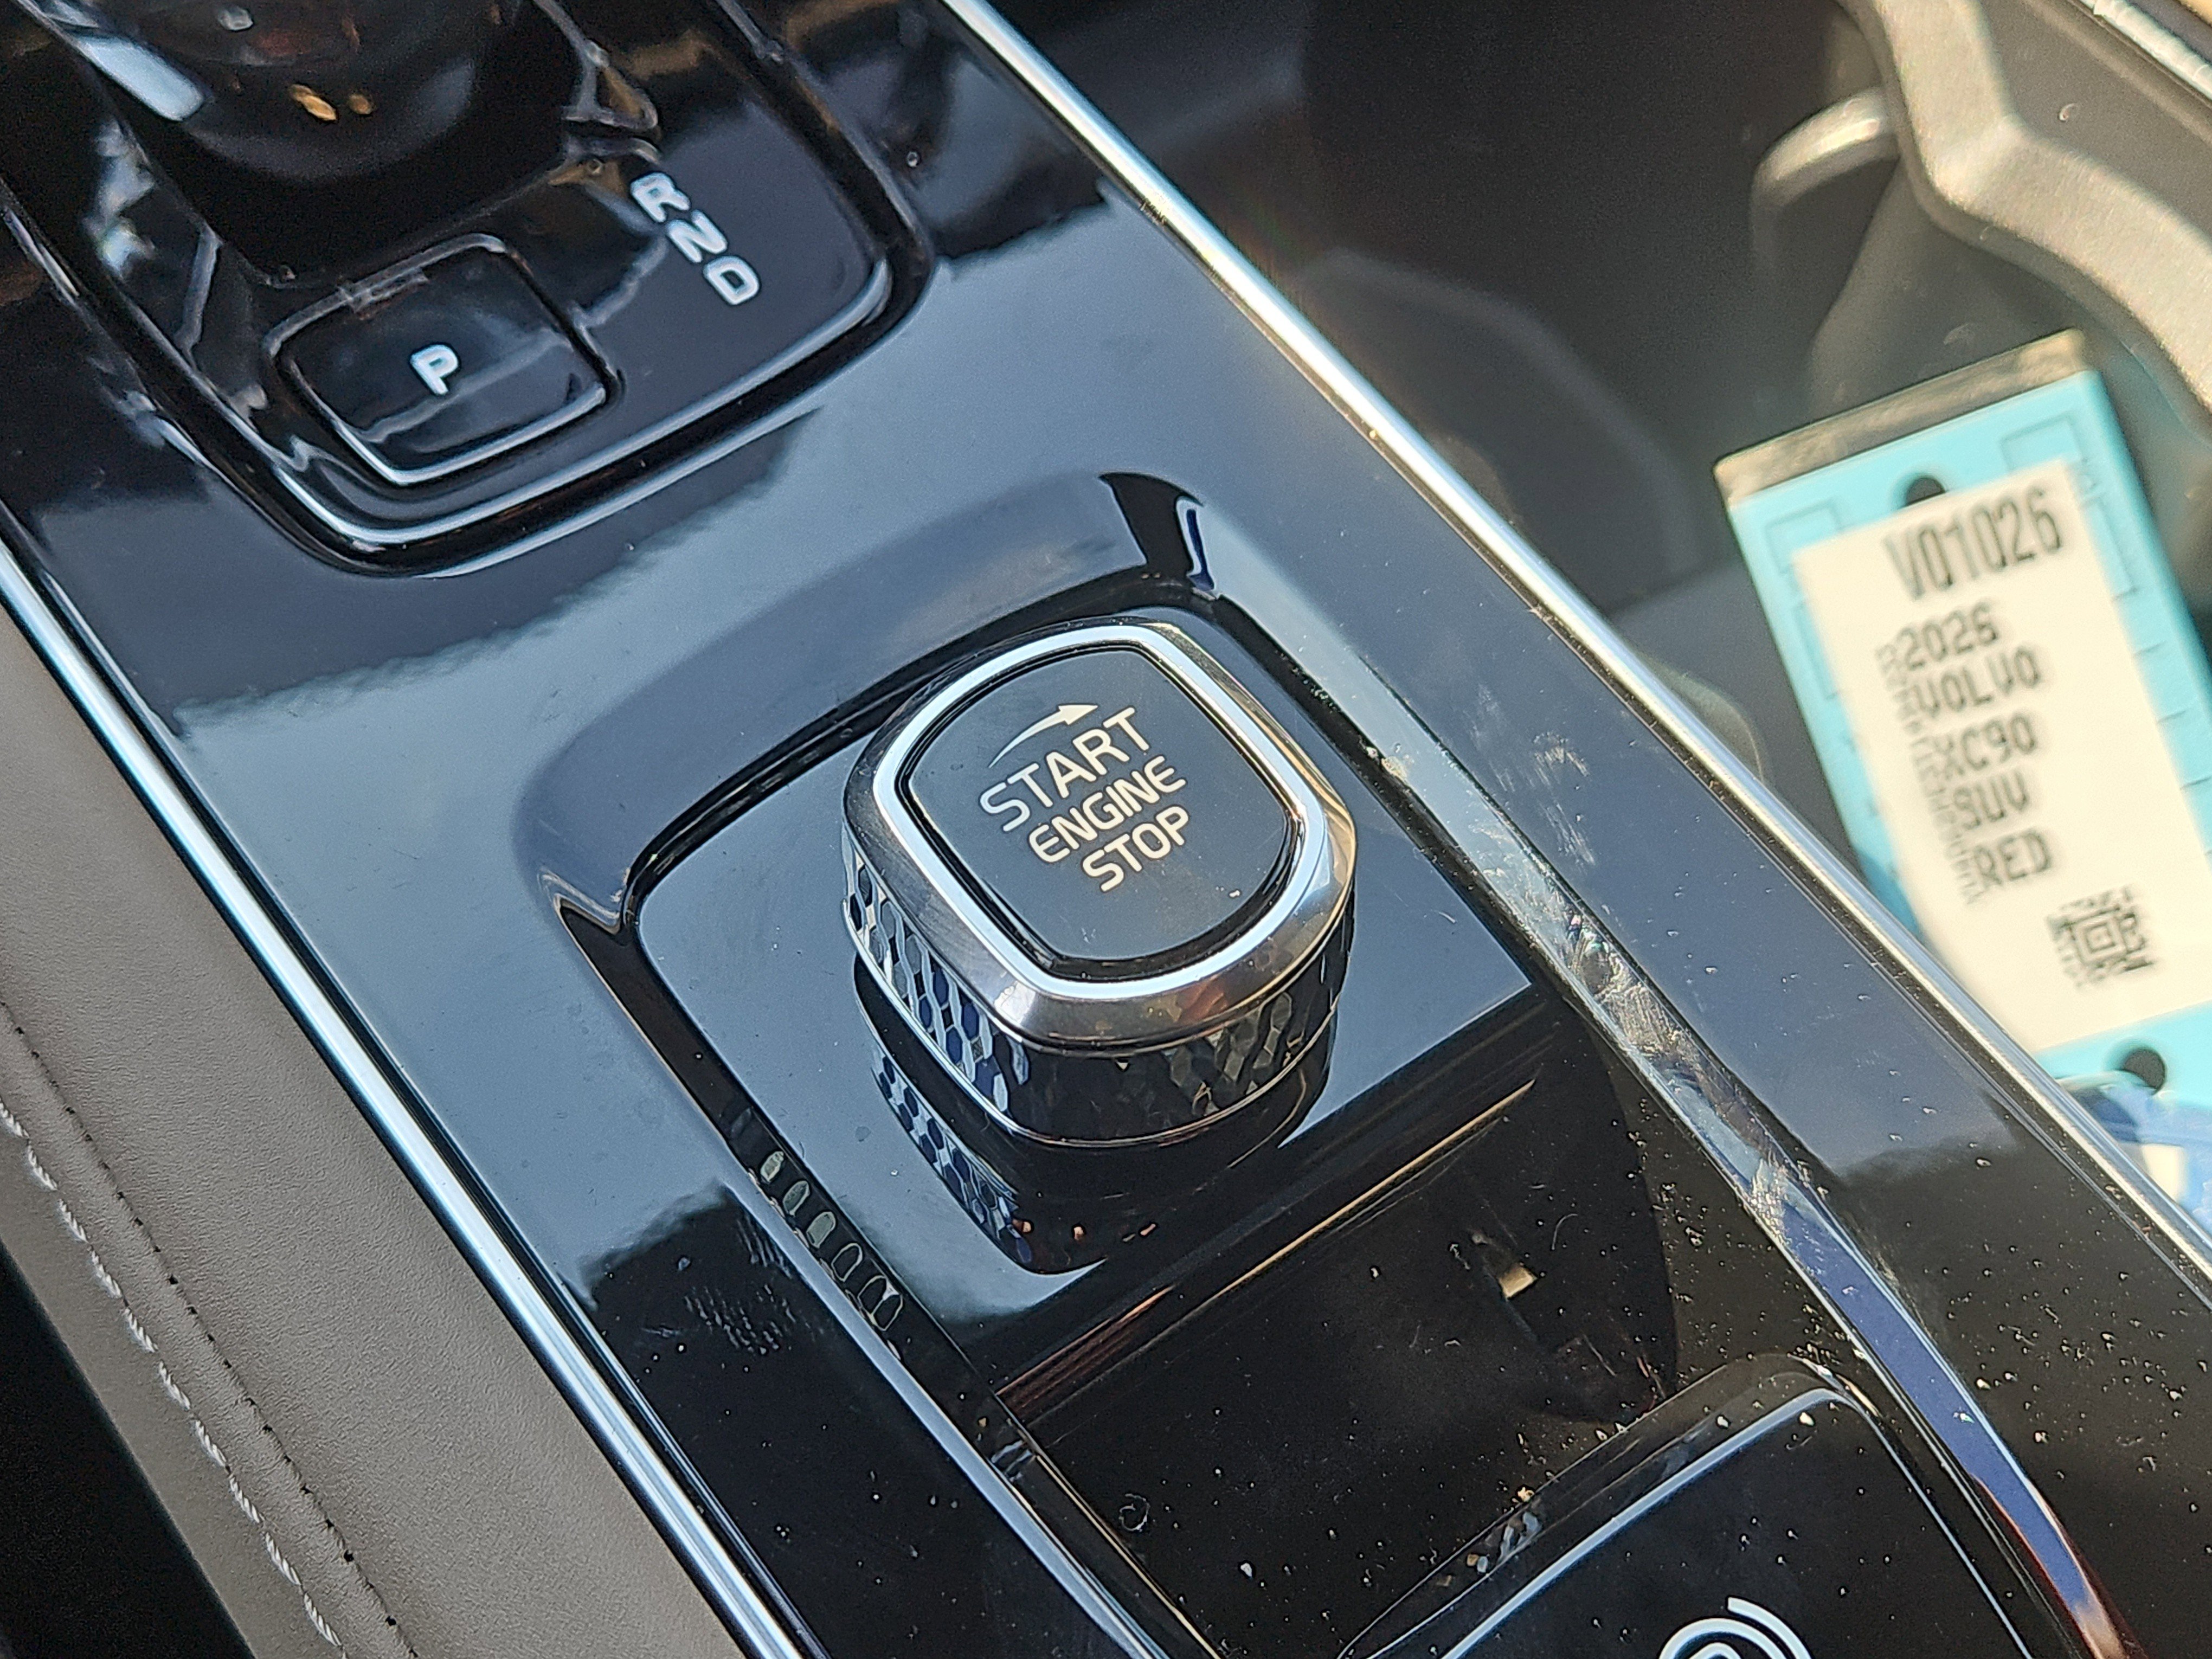 R
N
D
P
START
ENGINE
STOP
V01026
2026
VOLVO
XC90
SUV
RED